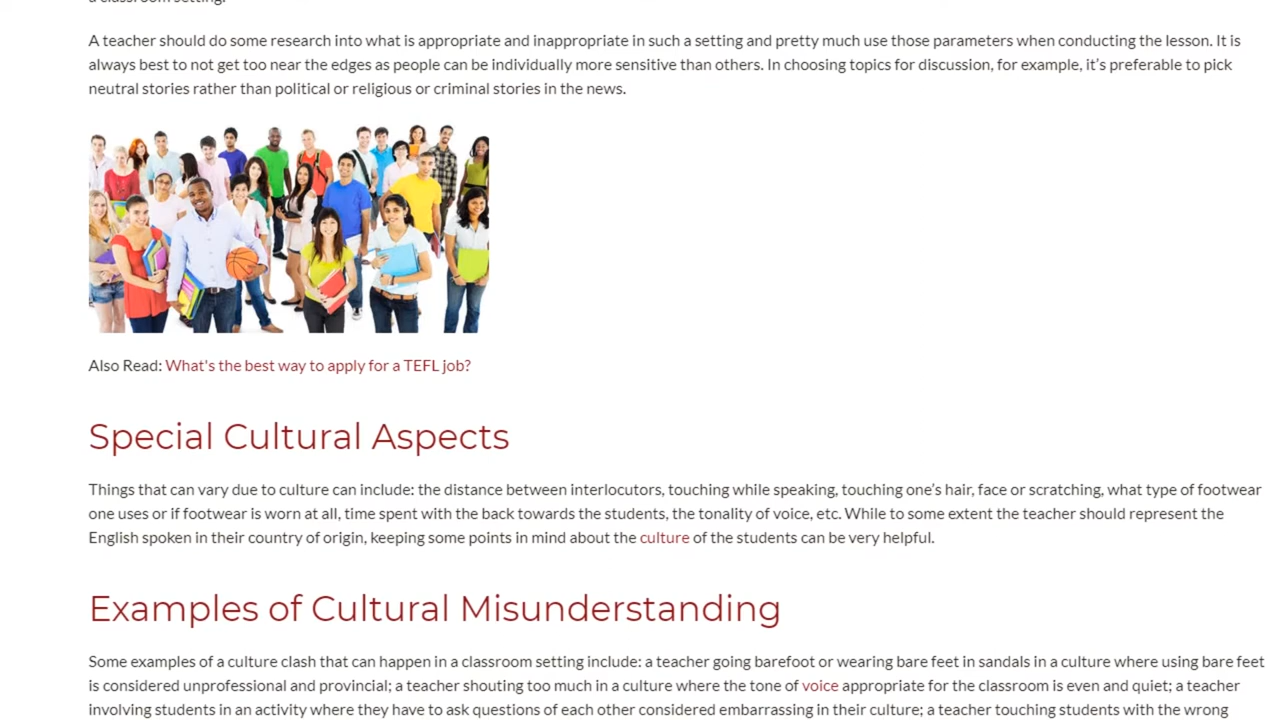 a classroom setting.
A teacher should do some research into what is appropriate and inappropriate in such a setting and pretty much use those parameters when conducting the lesson. It is
always best to not get too near the edges as people can be individually more sensitive than others. In choosing topics for discussion, for example, it's preferable to pick
neutral stories rather than political or religious or criminal stories in the news.
Also Read: What's the best way to apply for a TEFL job?
Special Cultural Aspects
Things that can vary due to culture can include: the distance between interlocutors, touching while speaking, touching one's hair, face or scratching, what type of footwear
one uses or if footwear is worn at all, time spent with the back towards the students, the tonality of voice, etc. While to some extent the teacher should represent the
English spoken in their country of origin, keeping some points in mind about the culture of the students can be very helpful.
Examples of Cultural Misunderstanding
Some examples of a culture clash that can happen in a classroom setting include: a teacher going barefoot or wearing bare feet in sandals in a culture where using bare feet
is considered unprofessional and provincial; a teacher shouting too much in a culture where the tone of voice appropriate for the classroom is even and quiet; a teacher
involving students in an activity where they have to ask questions of each other considered embarrassing in their culture; a teacher touching students with the wrong